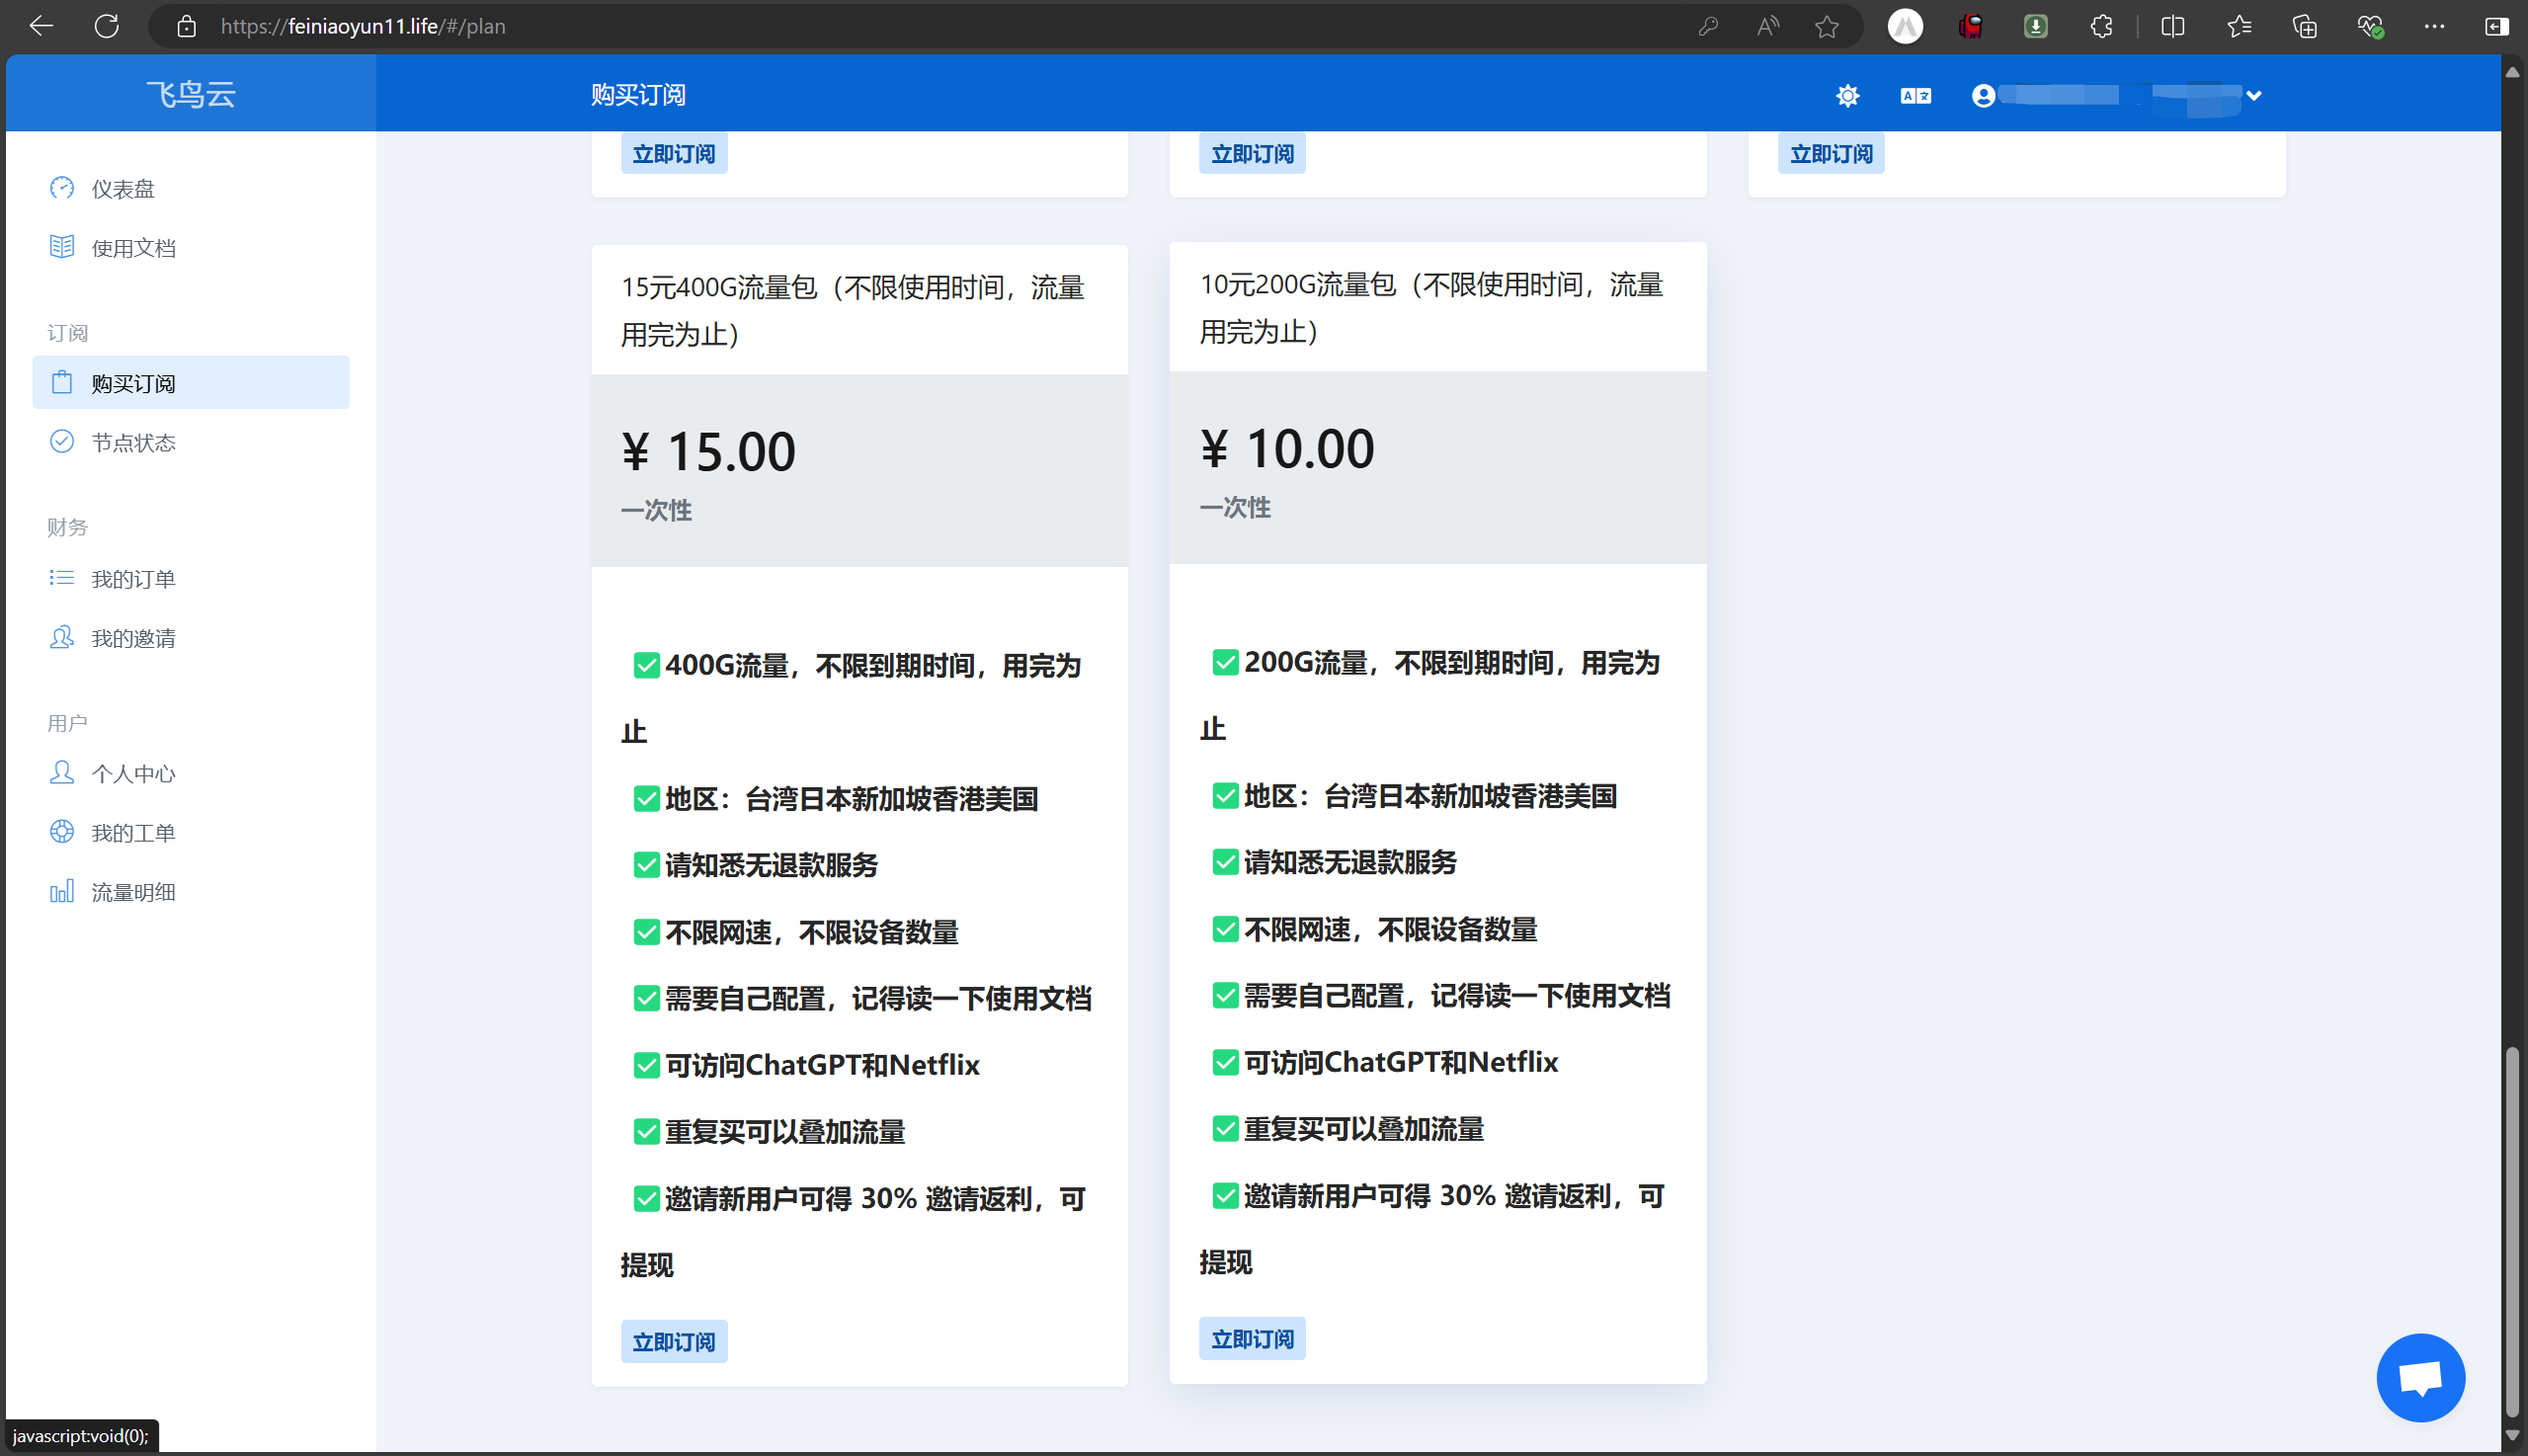 https://feiniaoyun11.life/#/plan
飞鸟云
购买订阅
仪表盘
使用文档
订阅
购买订阅
节点状态
财务
我的订单
我的邀请
用户
个人中心
我的工单
流量明细
立即订阅
立即订阅
立即订阅
15元400G流量包（不限使用时间，流量
用完为止）
¥ 15.00
一次性
✅400G流量，不限到期时间，用完为
止
✅地区：台湾日本新加坡香港美国
✅请知悉无退款服务
✅不限网速，不限设备数量
✅需要自己配置，记得读一下使用文档
✅可访问ChatGPT和Netflix
✅重复买可以叠加流量
✅邀请新用户可得 30% 邀请返利，可
提现
立即订阅
10元200G流量包（不限使用时间，流量
用完为止）
¥ 10.00
一次性
✅200G流量，不限到期时间，用完为
止
✅地区：台湾日本新加坡香港美国
✅请知悉无退款服务
✅不限网速，不限设备数量
✅需要自己配置，记得读一下使用文档
✅可访问ChatGPT和Netflix
✅重复买可以叠加流量
✅邀请新用户可得 30% 邀请返利，可
提现
立即订阅
javascript:void(0);